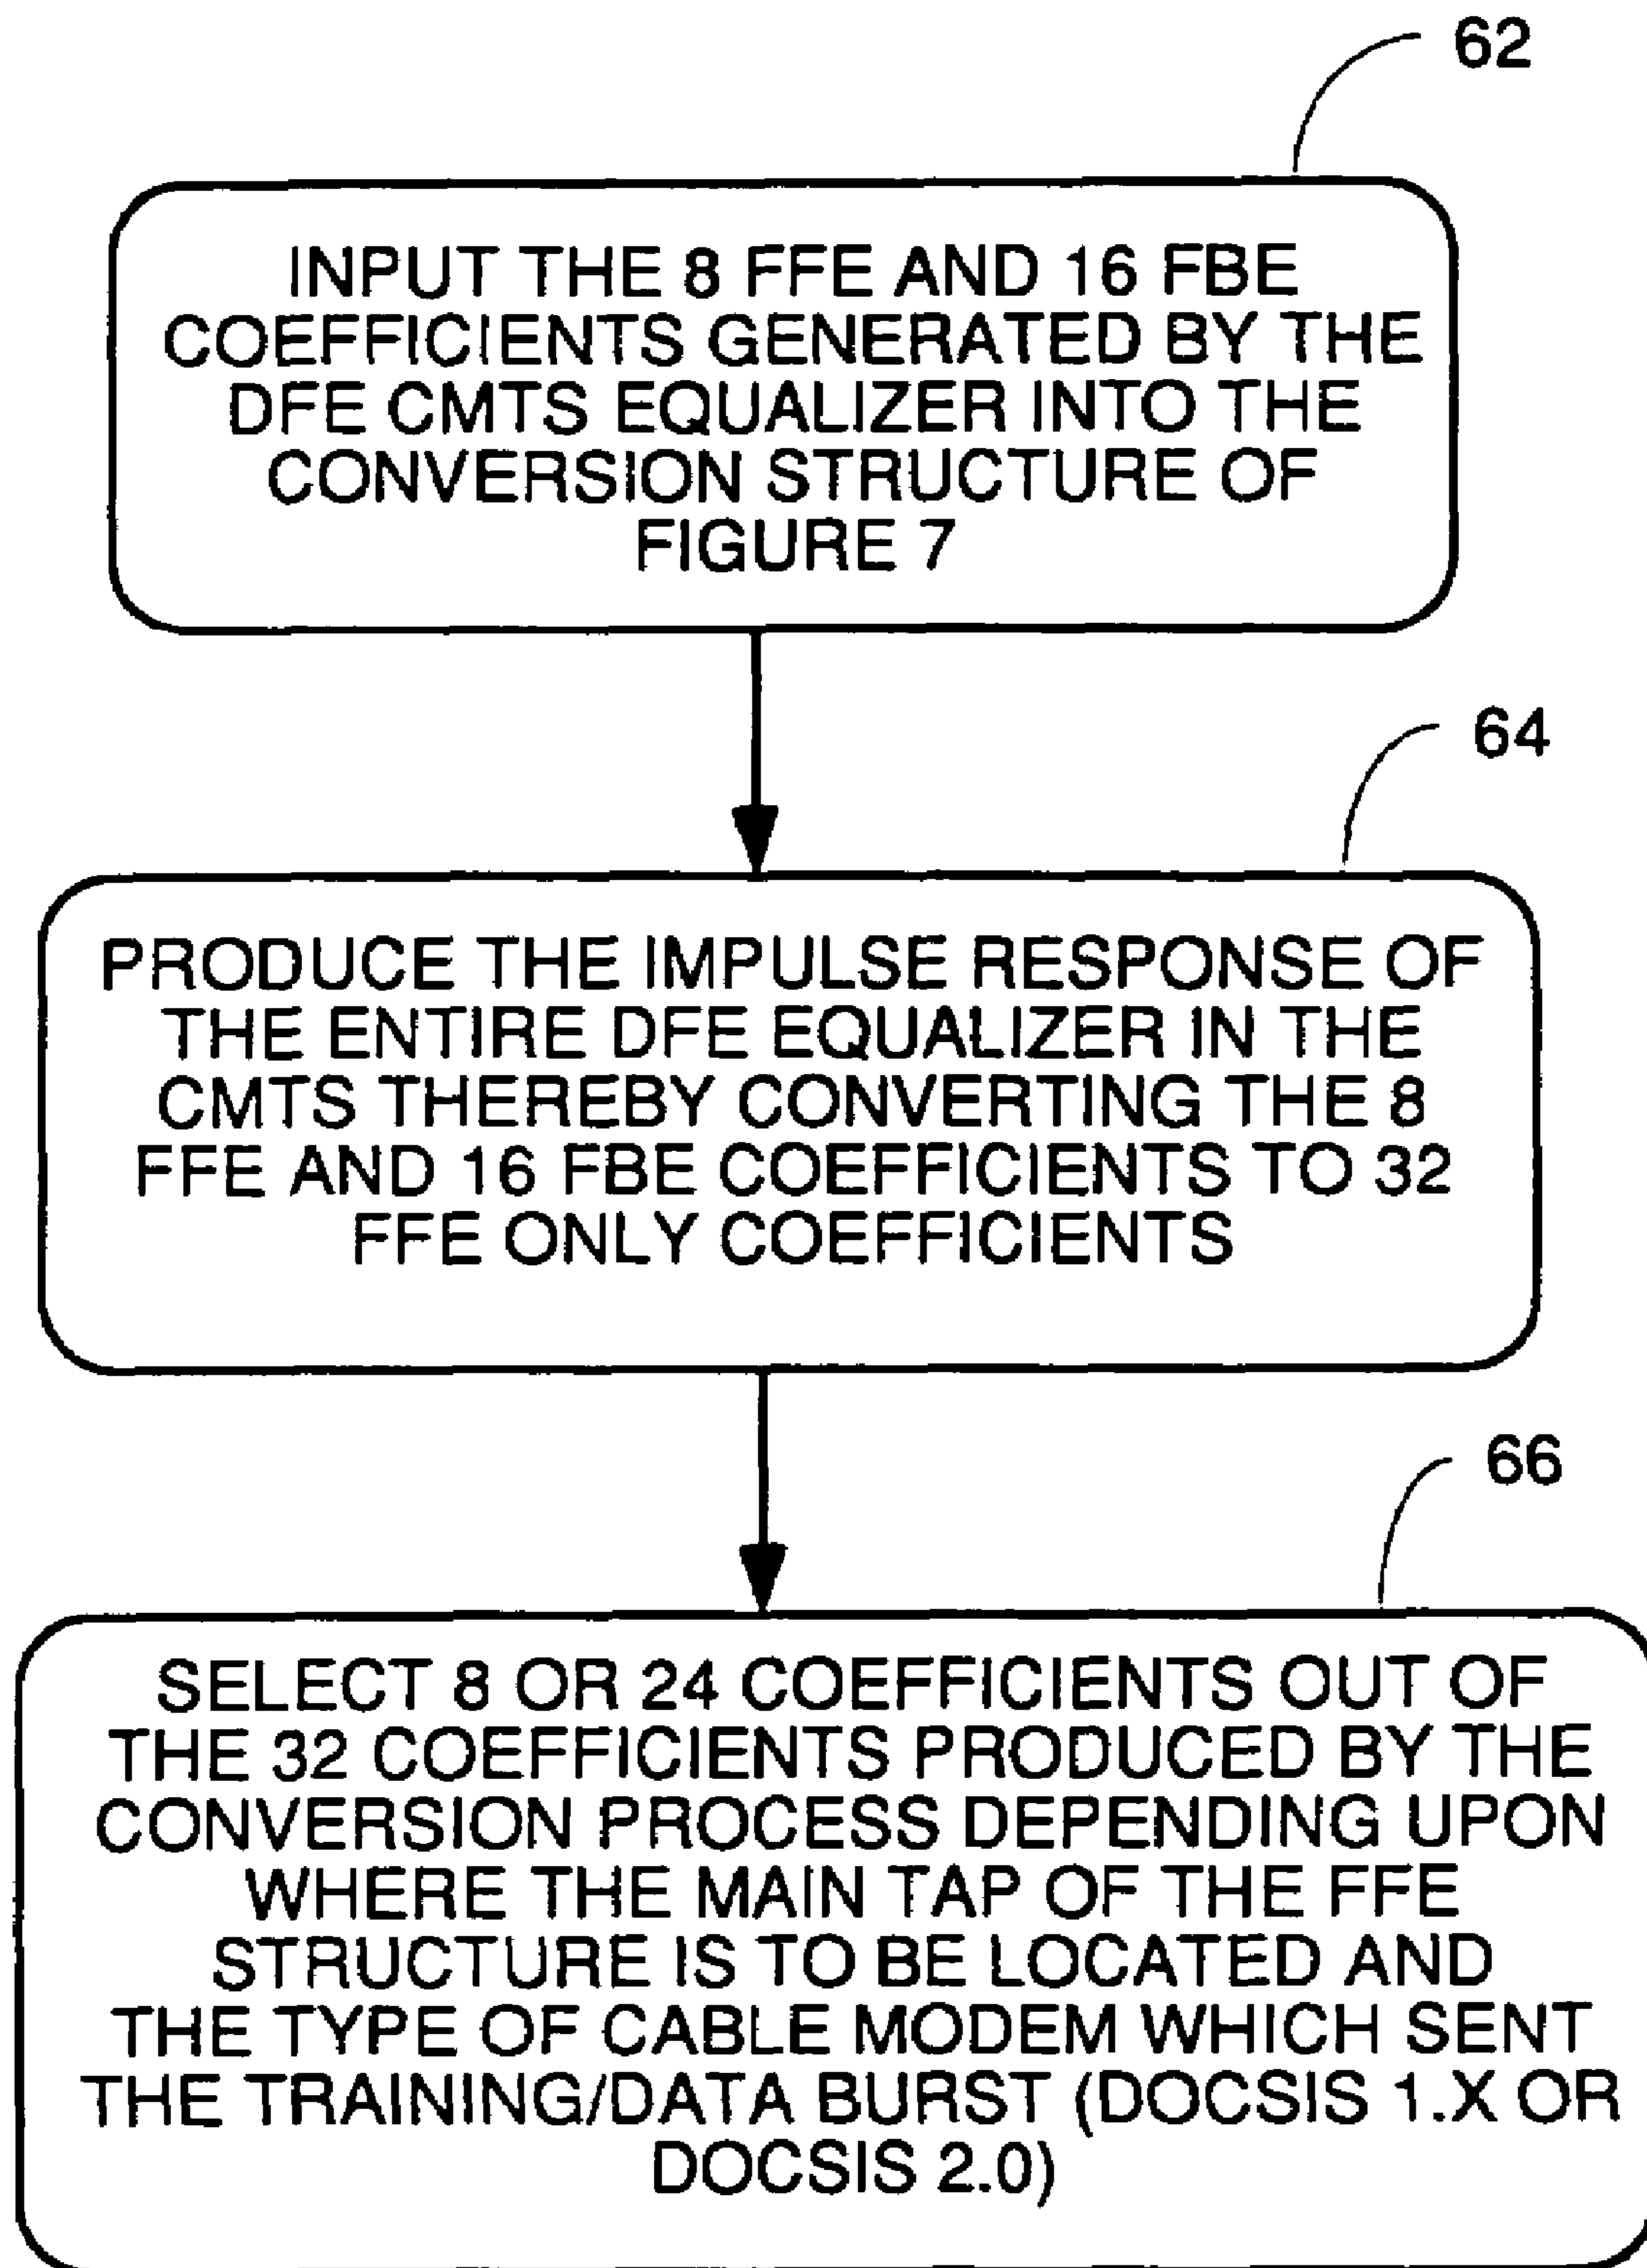 62
INPUT THE 8 FFE AND 16 FBE
COEFFICIENTS GENERATED BY THE
DFE CMTS EQUALIZER INTO THE
CONVERSION STRUCTURE OF
FIGURE 7
64
PRODUCE THE IMPULSE RESPONSE OF
THE ENTIRE DFE EQUALIZER IN THE
CMTS THEREBY CONVERTING THE 8
FFE AND 16 FBE COEFFICIENTS TO 32
FFE ONLY COEFFICIENTS
66
SELECT 8 OR 24 COEFFICIENTS OUT OF
THE 32 COEFFICIENTS PRODUCED BY THE
CONVERSION PROCESS DEPENDING UPON
WHERE THE MAIN TAP OF THE FFE
STRUCTURE IS TO BE LOCATED AND
THE TYPE OF CABLE MODEM WHICH SENT
THE TRAINING/DATA BURST (DOCSIS 1.X OR
DOCSIS 2.0)